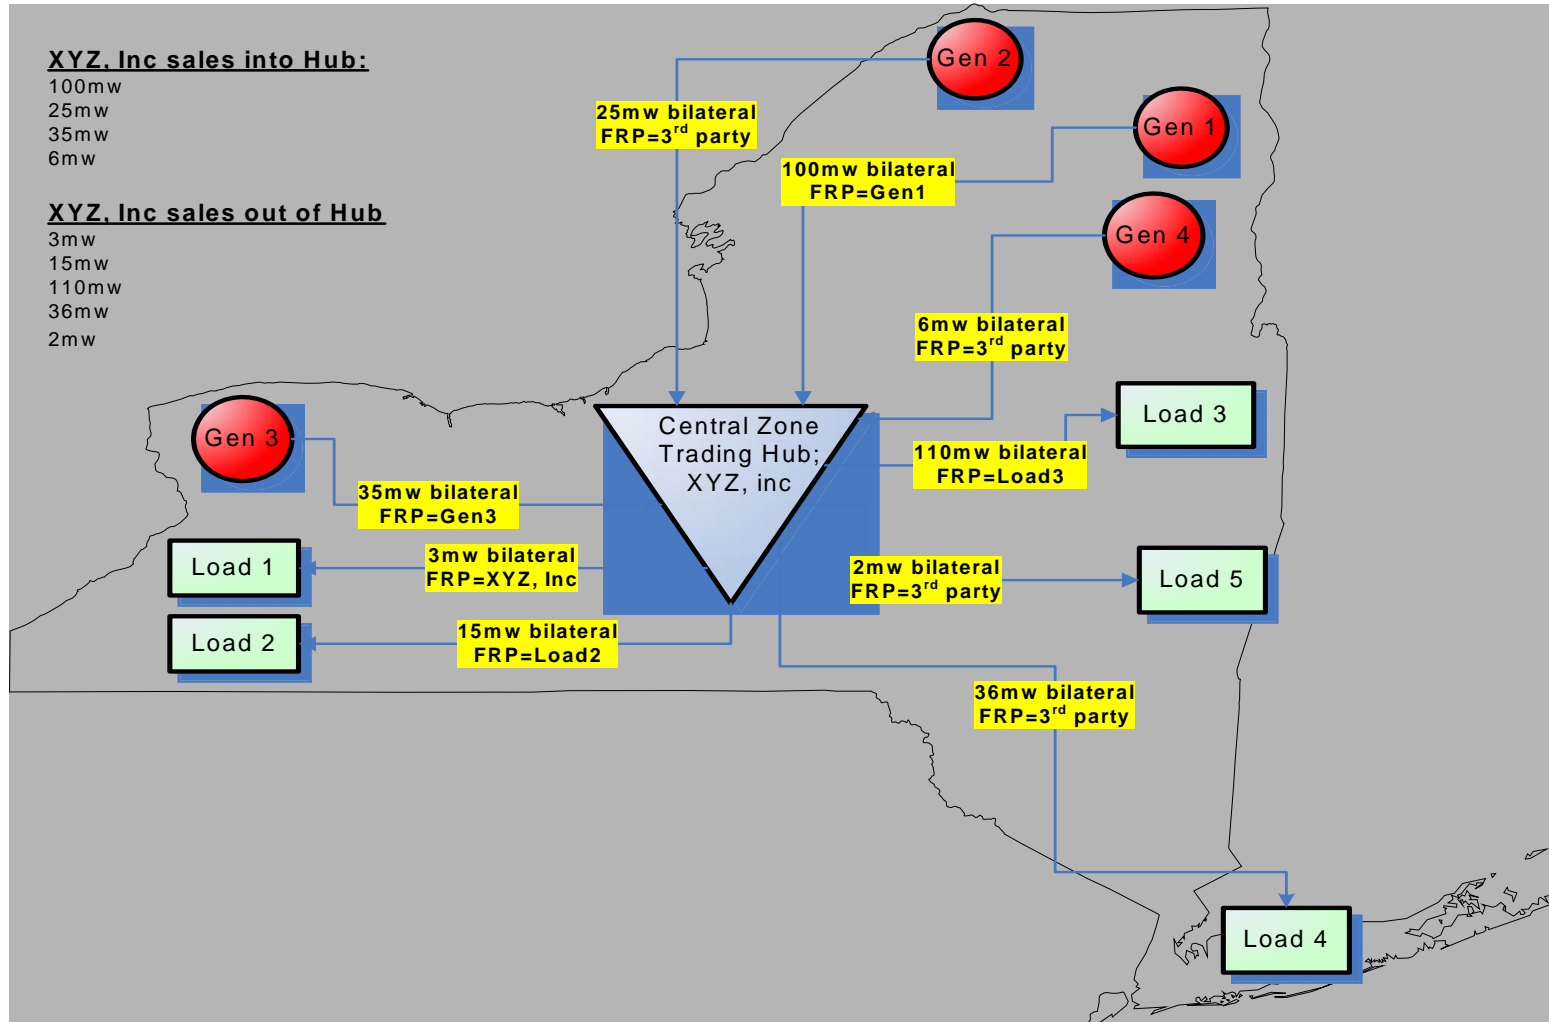 XYZ, Inc sales into Hub:
100mw
25mw
35mw
6mw
XYZ, Inc sales out of Hub
3mw
15mw
110mw
36mw
2mw
Gen 2
25mw bilateral
FRP=3rd party
Gen 1
100mw bilateral
FRP=Gen1
Gen 4
6mw bilateral
FRP=3rd party
Gen 3
Central Zone
Trading Hub;
XYZ, inc
Load 3
110mw bilateral
FRP=Load3
35mw bilateral
FRP=Gen3
Load 1
3mw bilateral
FRP=XYZ, Inc
2mw bilateral
FRP=3rd party
Load 5
Load 2
15mw bilateral
FRP=Load2
36mw bilateral
FRP=3rd party
Load 4